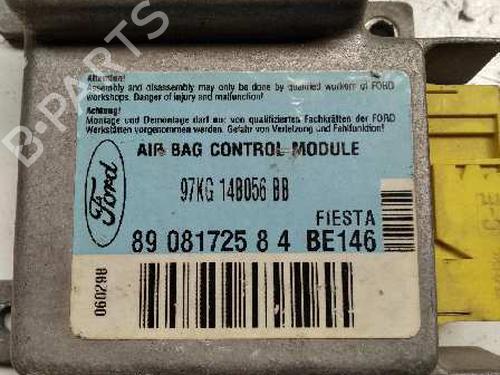 Attention!
Assembly and disassembly may only be done by qualified workers of FORD
workshops. Danger of injury and malfunction!
Achtung!
Montage und Demontage darf nur von qualifizierten Fachkräften der FORD
Werkstätten vorgenommen werden. Gefahr von Verletzung und Fehlfunktion!
Ford
AIR BAG CONTROL MODULE
97KG 14B056 BB
FIESTA
89 081725 8 4 BE146
060298
B-PARTS